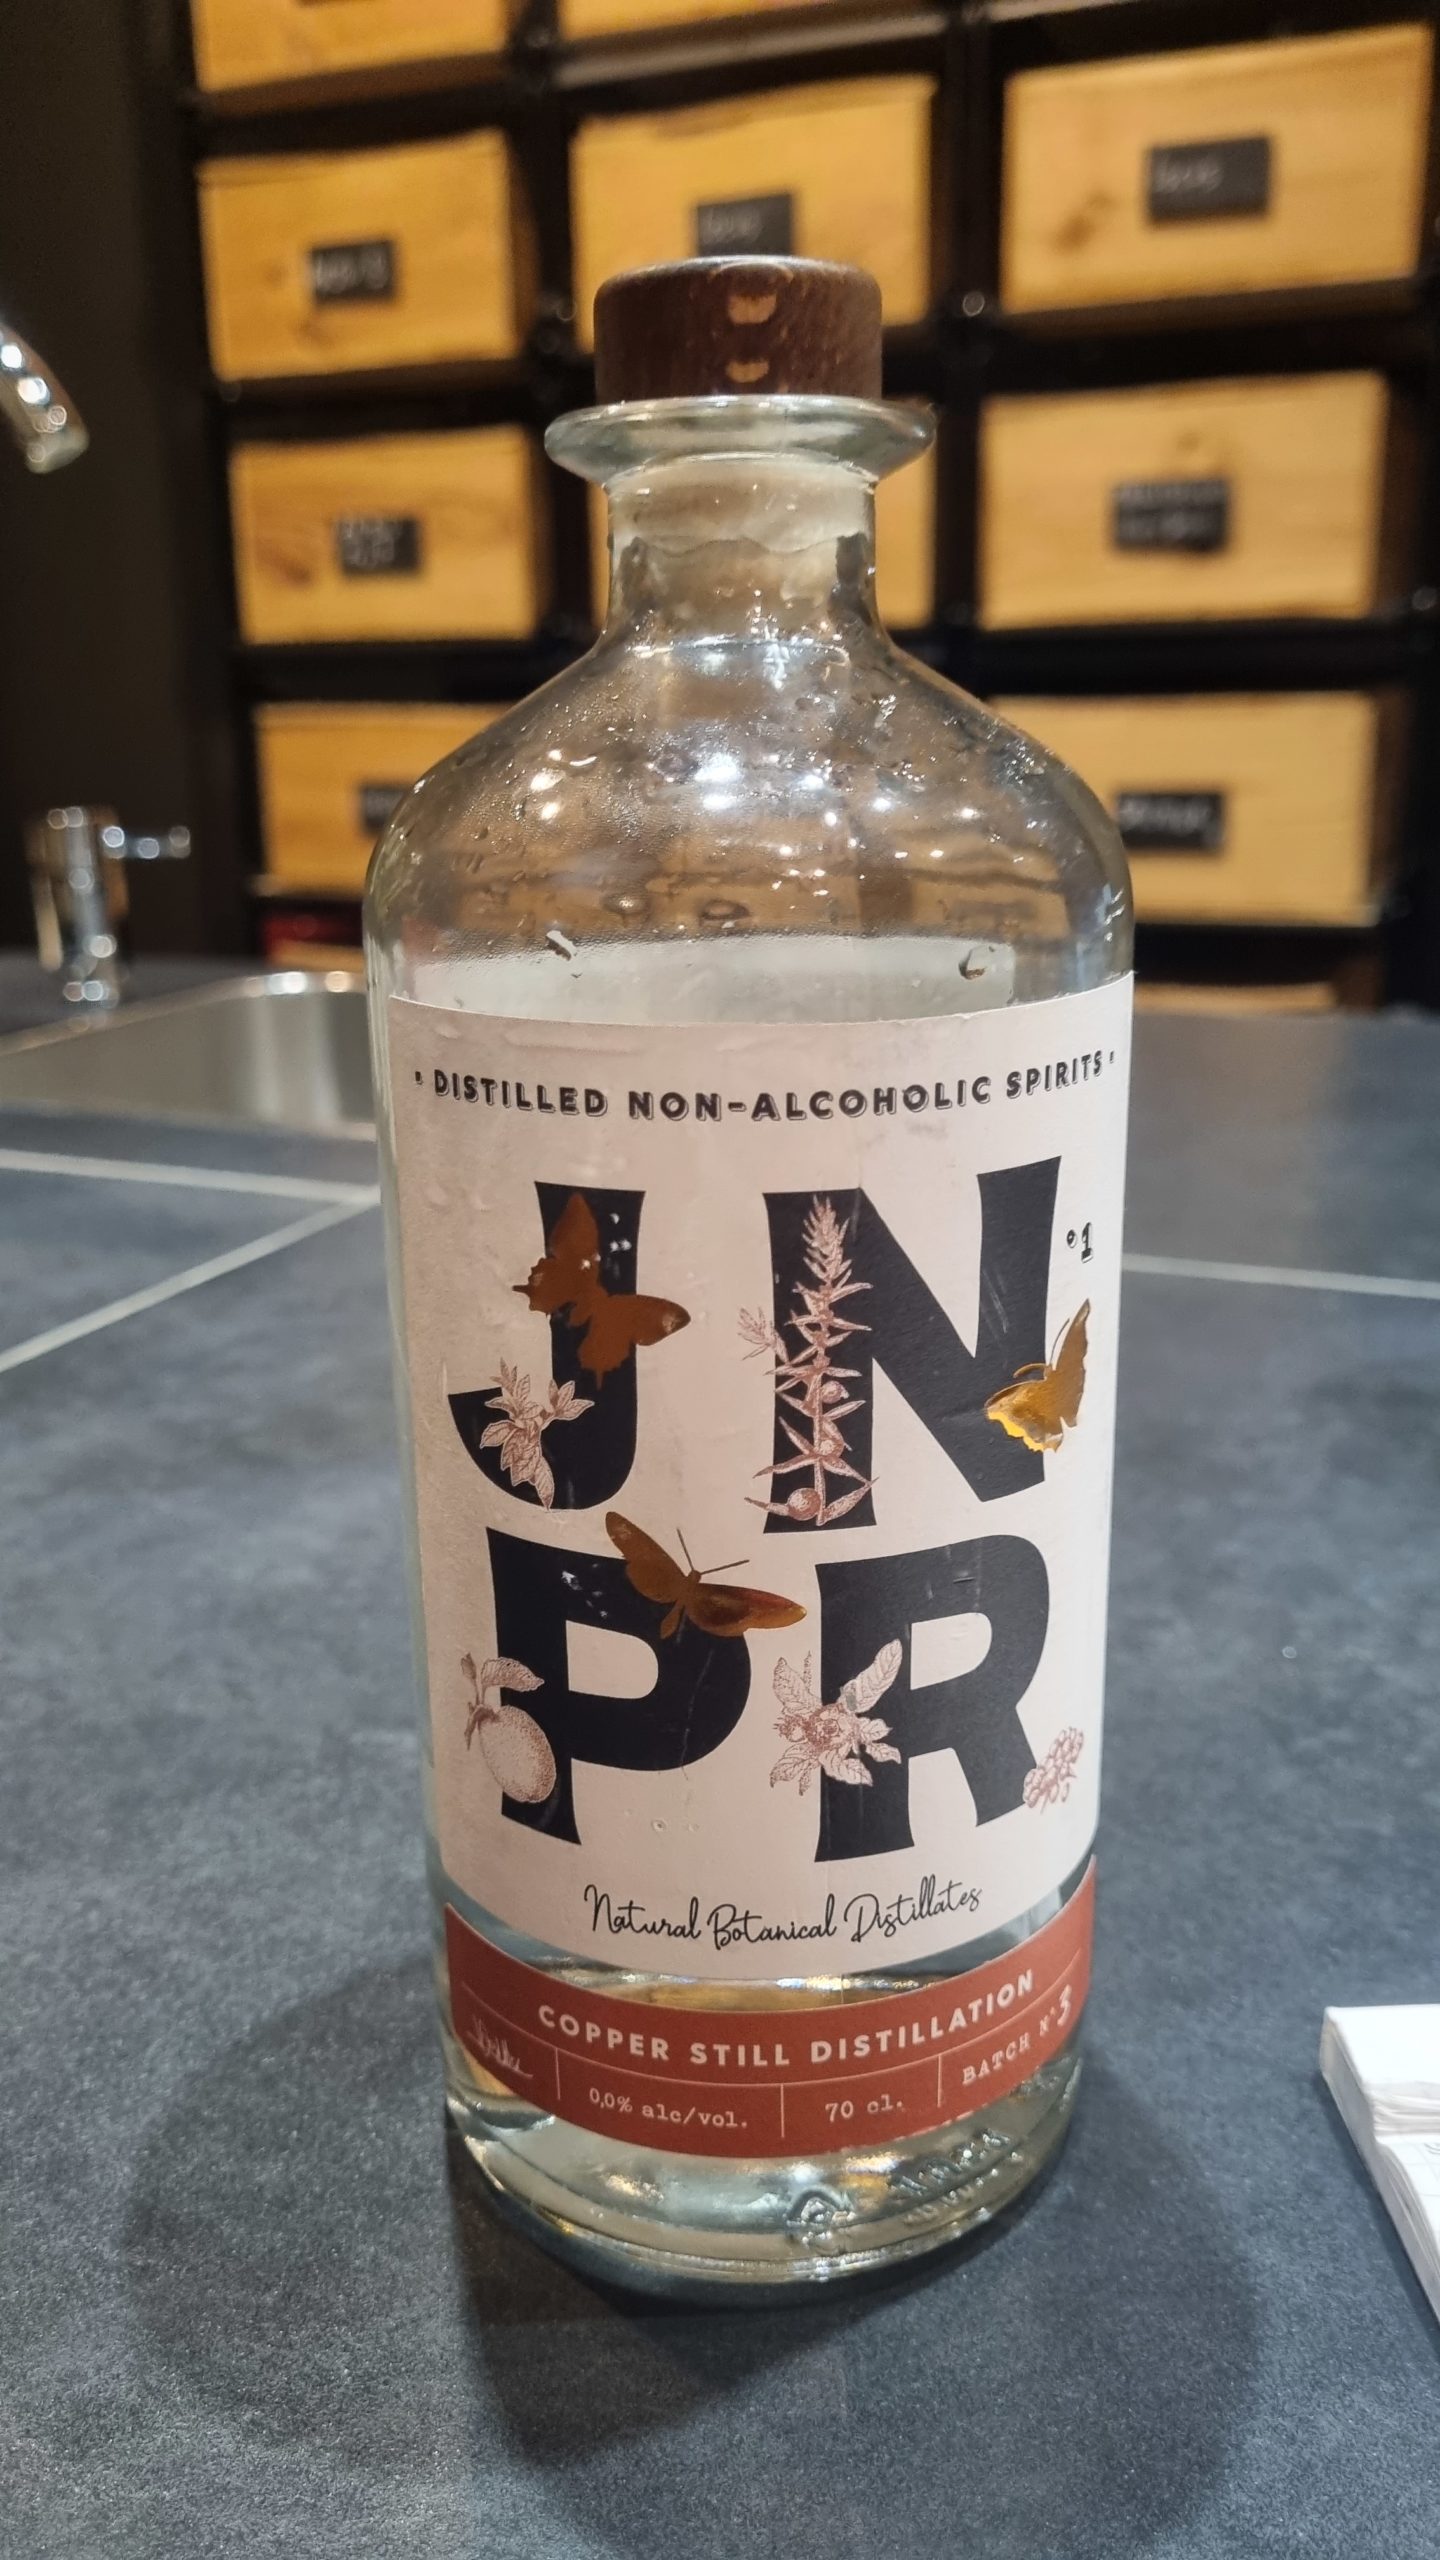 · DISTILLED NON-ALCOHOLIC SPIRITS ·
JN °1
PR
Natural Botanical Distillates
COPPER STILL DISTILLATION
0,0% alc/vol.
70 cl.
BATCH N° 3